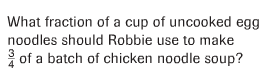 What fraction of a cup of uncooked egg
noodles should Robbie use to make
3/4 of a batch of chicken noodle soup?